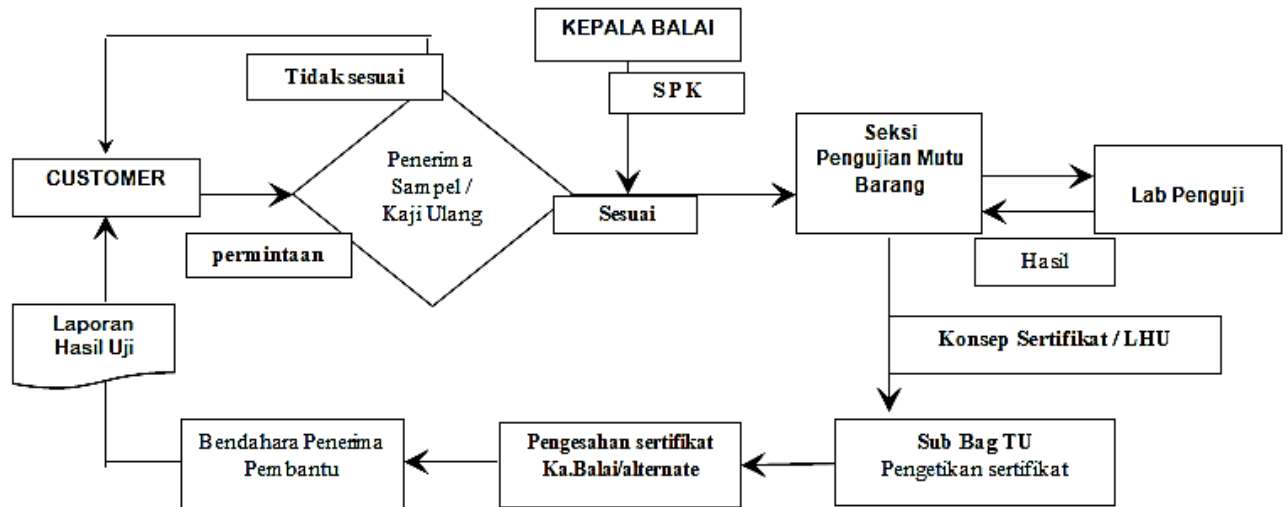 KEPALA BALAI
Tidak sesuai
S P K
CUSTOMER
Penerima
Sampel /
Kaji Ulang
Sesuai
permintaan
Seksi
Pengujian Mutu
Barang
Lab Penguji
Hasil
Laporan
Hasil Uji
Konsep Sertifikat / LHU
Bendahara Penerima
Pembantu
Pengesahan sertifikat
Ka.Balai/alternate
Sub Bag TU
Pengetikan sertifikat